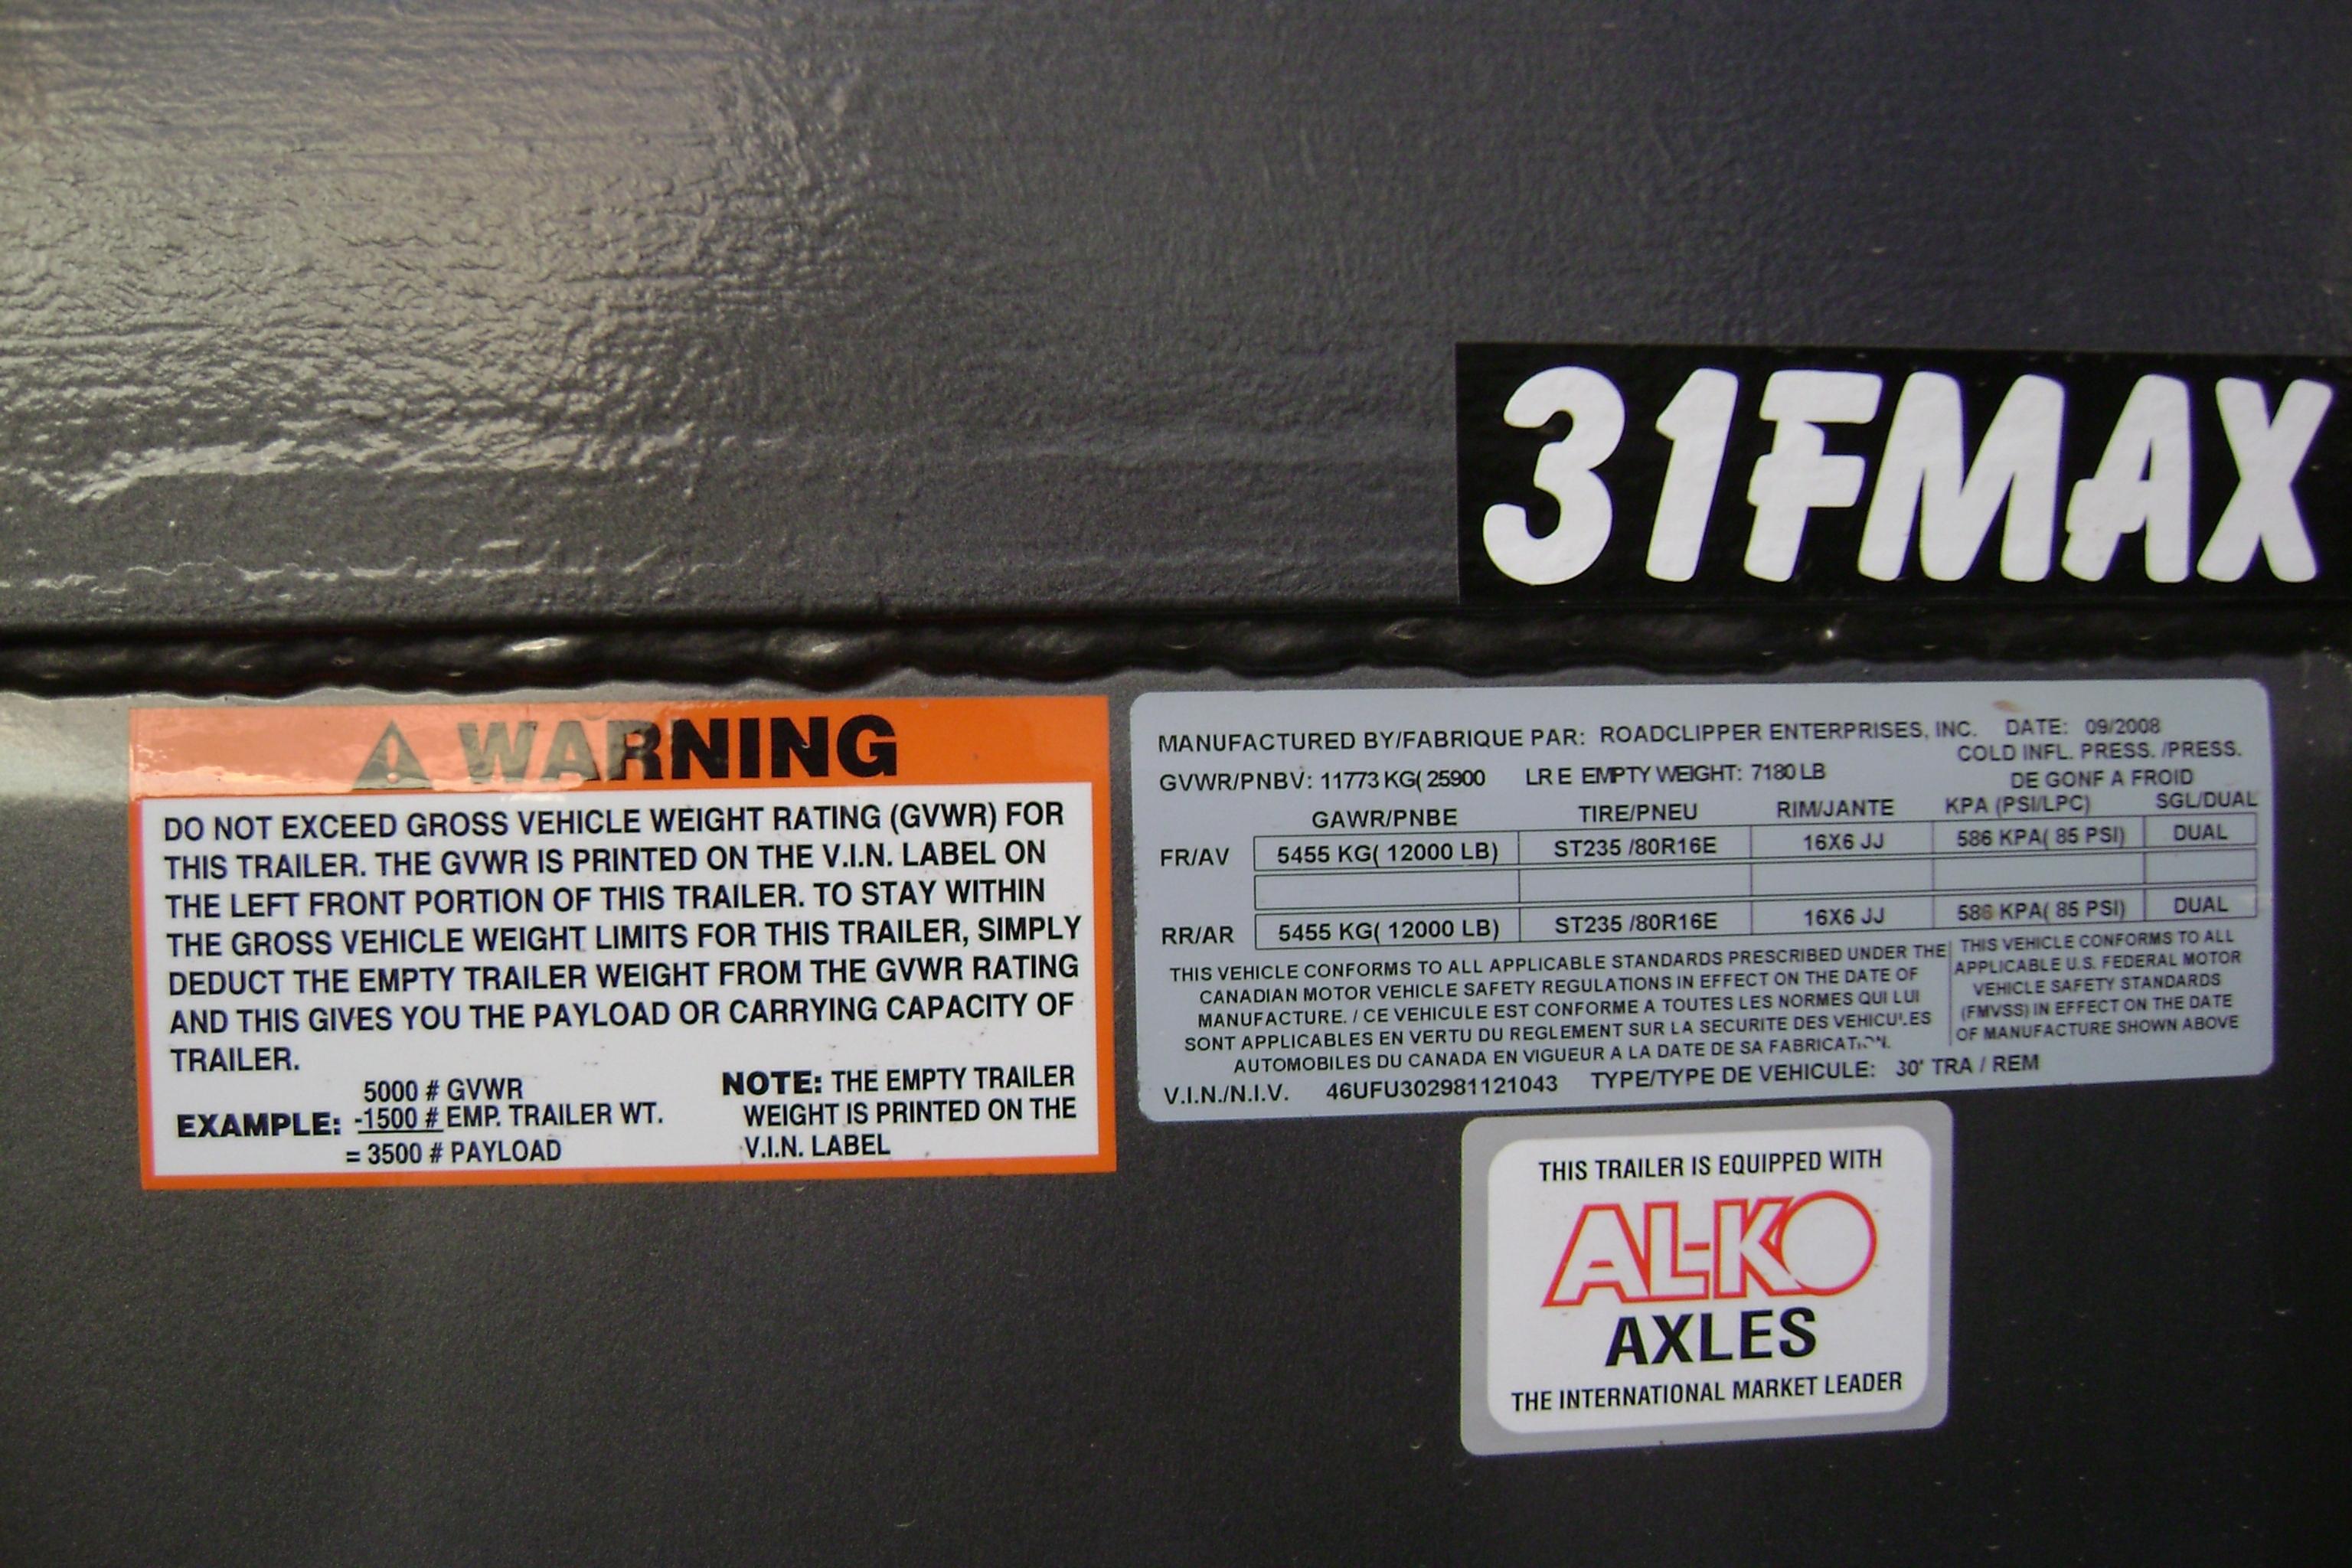 31FMAX
WARNING
DO NOT EXCEED GROSS VEHICLE WEIGHT RATING (GVWR) FOR
THIS TRAILER. THE GVWR IS PRINTED ON THE V.I.N. LABEL ON
THE LEFT FRONT PORTION OF THIS TRAILER. TO STAY WITHIN
THE GROSS VEHICLE WEIGHT LIMITS FOR THIS TRAILER, SIMPLY
DEDUCT THE EMPTY TRAILER WEIGHT FROM THE GVWR RATING
AND THIS GIVES YOU THE PAYLOAD OR CARRYING CAPACITY OF
TRAILER.
5000 # GVWR
EXAMPLE: -1500 # EMP. TRAILER WT.
= 3500 # PAYLOAD
NOTE: THE EMPTY TRAILER
WEIGHT IS PRINTED ON THE
V.I.N. LABEL
MANUFACTURED BY/FABRIQUE PAR: ROADCLIPPER ENTERPRISES, INC. DATE: 09/2008
COLD INFL. PRESS. /PRESS.
GVWR/PNBV: 11773 KG( 25900 LR E EMPTY WEIGHT: 7180 LB DE GONF A FROID
GAWR/PNBE TIRE/PNEU RIM/JANTE KPA (PSI/LPC) SGL/DUAL
FR/AV 5455 KG( 12000 LB) ST235 /80R16E 16X6 JJ 586 KPA( 85 PSI) DUAL
RR/AR 5455 KG( 12000 LB) ST235 /80R16E 16X6 JJ 586 KPA( 85 PSI) DUAL
THIS VEHICLE CONFORMS TO ALL APPLICABLE STANDARDS PRESCRIBED UNDER THE
CANADIAN MOTOR VEHICLE SAFETY REGULATIONS IN EFFECT ON THE DATE OF
MANUFACTURE. / CE VEHICULE EST CONFORME A TOUTES LES NORMES QUI LUI
SONT APPLICABLES EN VERTU DU REGLEMENT SUR LA SECURITE DES VEHICULES
AUTOMOBILES DU CANADA EN VIGUEUR A LA DATE DE SA FABRICATION.
THIS VEHICLE CONFORMS TO ALL
APPLICABLE U.S. FEDERAL MOTOR
VEHICLE SAFETY STANDARDS
(FMVSS) IN EFFECT ON THE DATE
OF MANUFACTURE SHOWN ABOVE
V.I.N./N.I.V. 46UFU302981121043 TYPE/TYPE DE VEHICULE: 30' TRA / REM
THIS TRAILER IS EQUIPPED WITH
AL-KO
AXLES
THE INTERNATIONAL MARKET LEADER